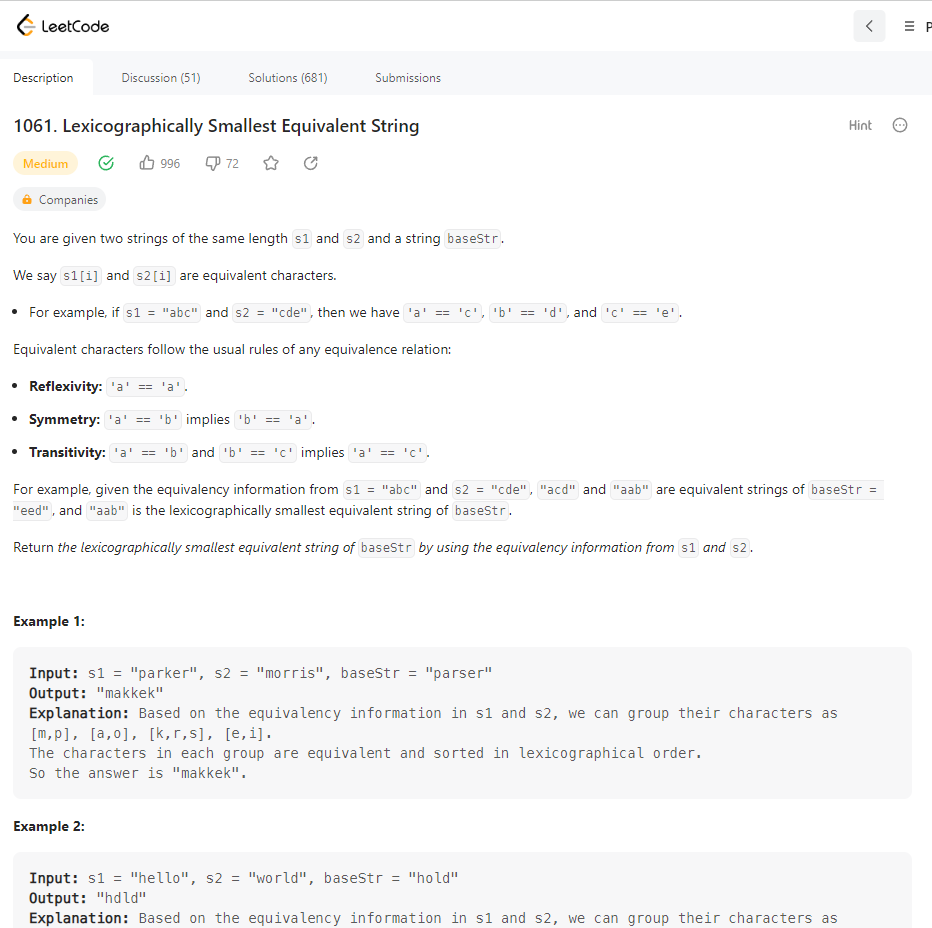 LeetCode
P
Description Discussion (51) Solutions (681) Submissions
1061. Lexicographically Smallest Equivalent String Hint
Medium 996 72
Companies
You are given two strings of the same length s1 and s2 and a string baseStr.
We say s1[i] and s2[i] are equivalent characters.
• For example, if s1 = "abc" and s2 = "cde", then we have 'a' == 'c', 'b' == 'd', and 'c' == 'e'.
Equivalent characters follow the usual rules of any equivalence relation:
• Reflexivity: 'a' == 'a'.
• Symmetry: 'a' == 'b' implies 'b' == 'a'.
• Transitivity: 'a' == 'b' and 'b' == 'c' implies 'a' == 'c'.
For example, given the equivalency information from s1 = "abc" and s2 = "cde", "acd" and "aab" are equivalent strings of baseStr =
"eed", and "aab" is the lexicographically smallest equivalent string of baseStr.
Return the lexicographically smallest equivalent string of baseStr by using the equivalency information from s1 and s2.
Example 1:
Input: s1 = "parker", s2 = "morris", baseStr = "parser"
Output: "makkek"
Explanation: Based on the equivalency information in s1 and s2, we can group their characters as
[m,p], [a,o], [k,r,s], [e,i].
The characters in each group are equivalent and sorted in lexicographical order.
So the answer is "makkek".
Example 2:
Input: s1 = "hello", s2 = "world", baseStr = "hold"
Output: "hdld"
Explanation: Based on the equivalency information in s1 and s2, we can group their characters as